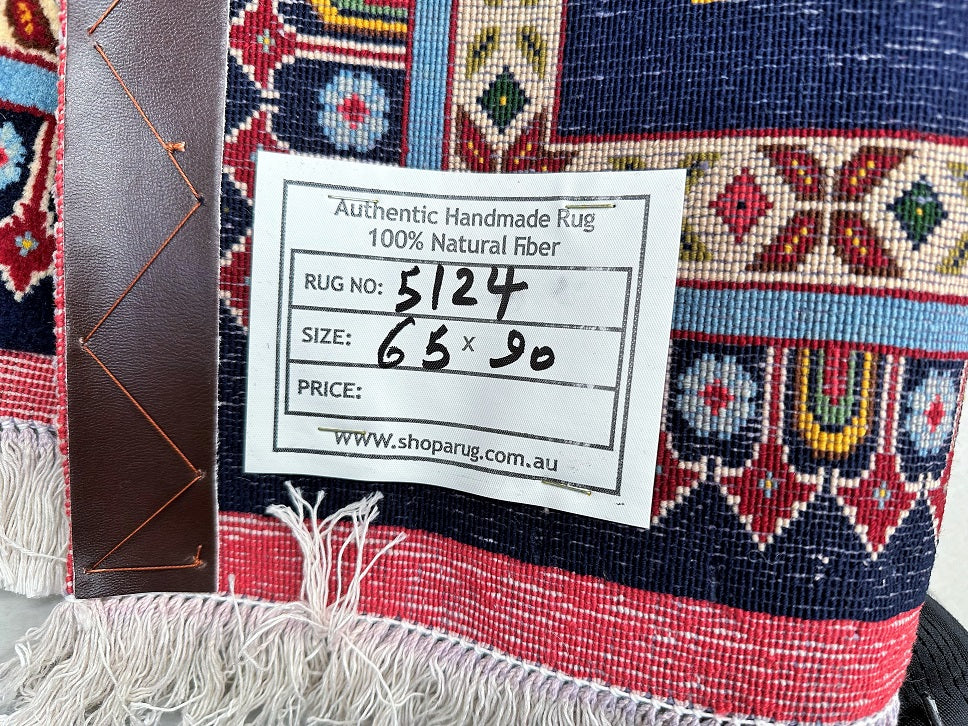 Authentic Handmade Rug
100% Natural Fiber
RUG NO: 5124
SIZE: 65 x 90
PRICE:
www.shoparug.com.au